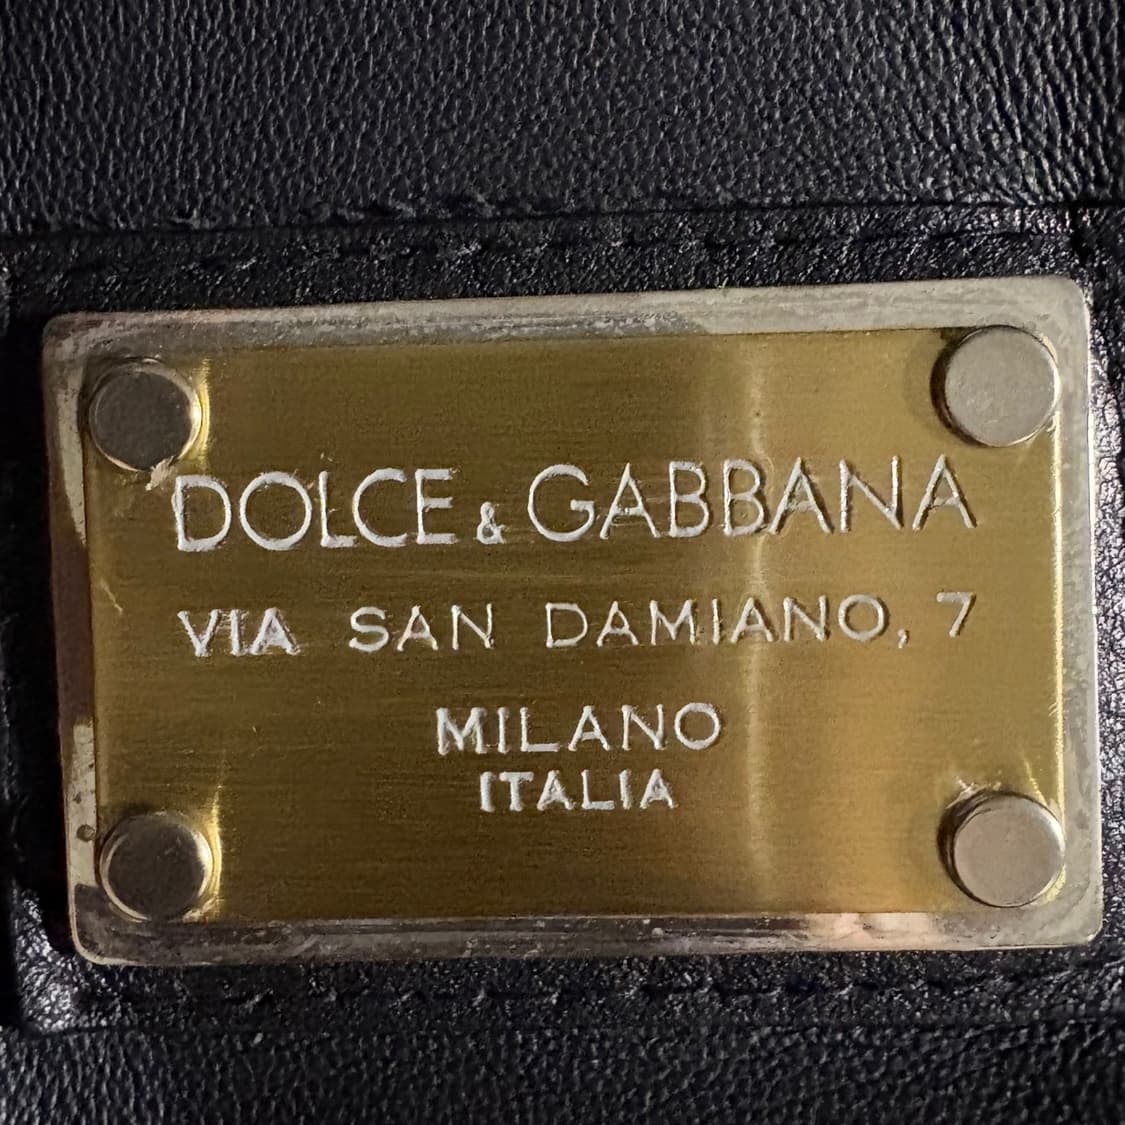 DOLCE & GABBANA
VIA SAN DAMIANO, 7
MILANO
ITALIA